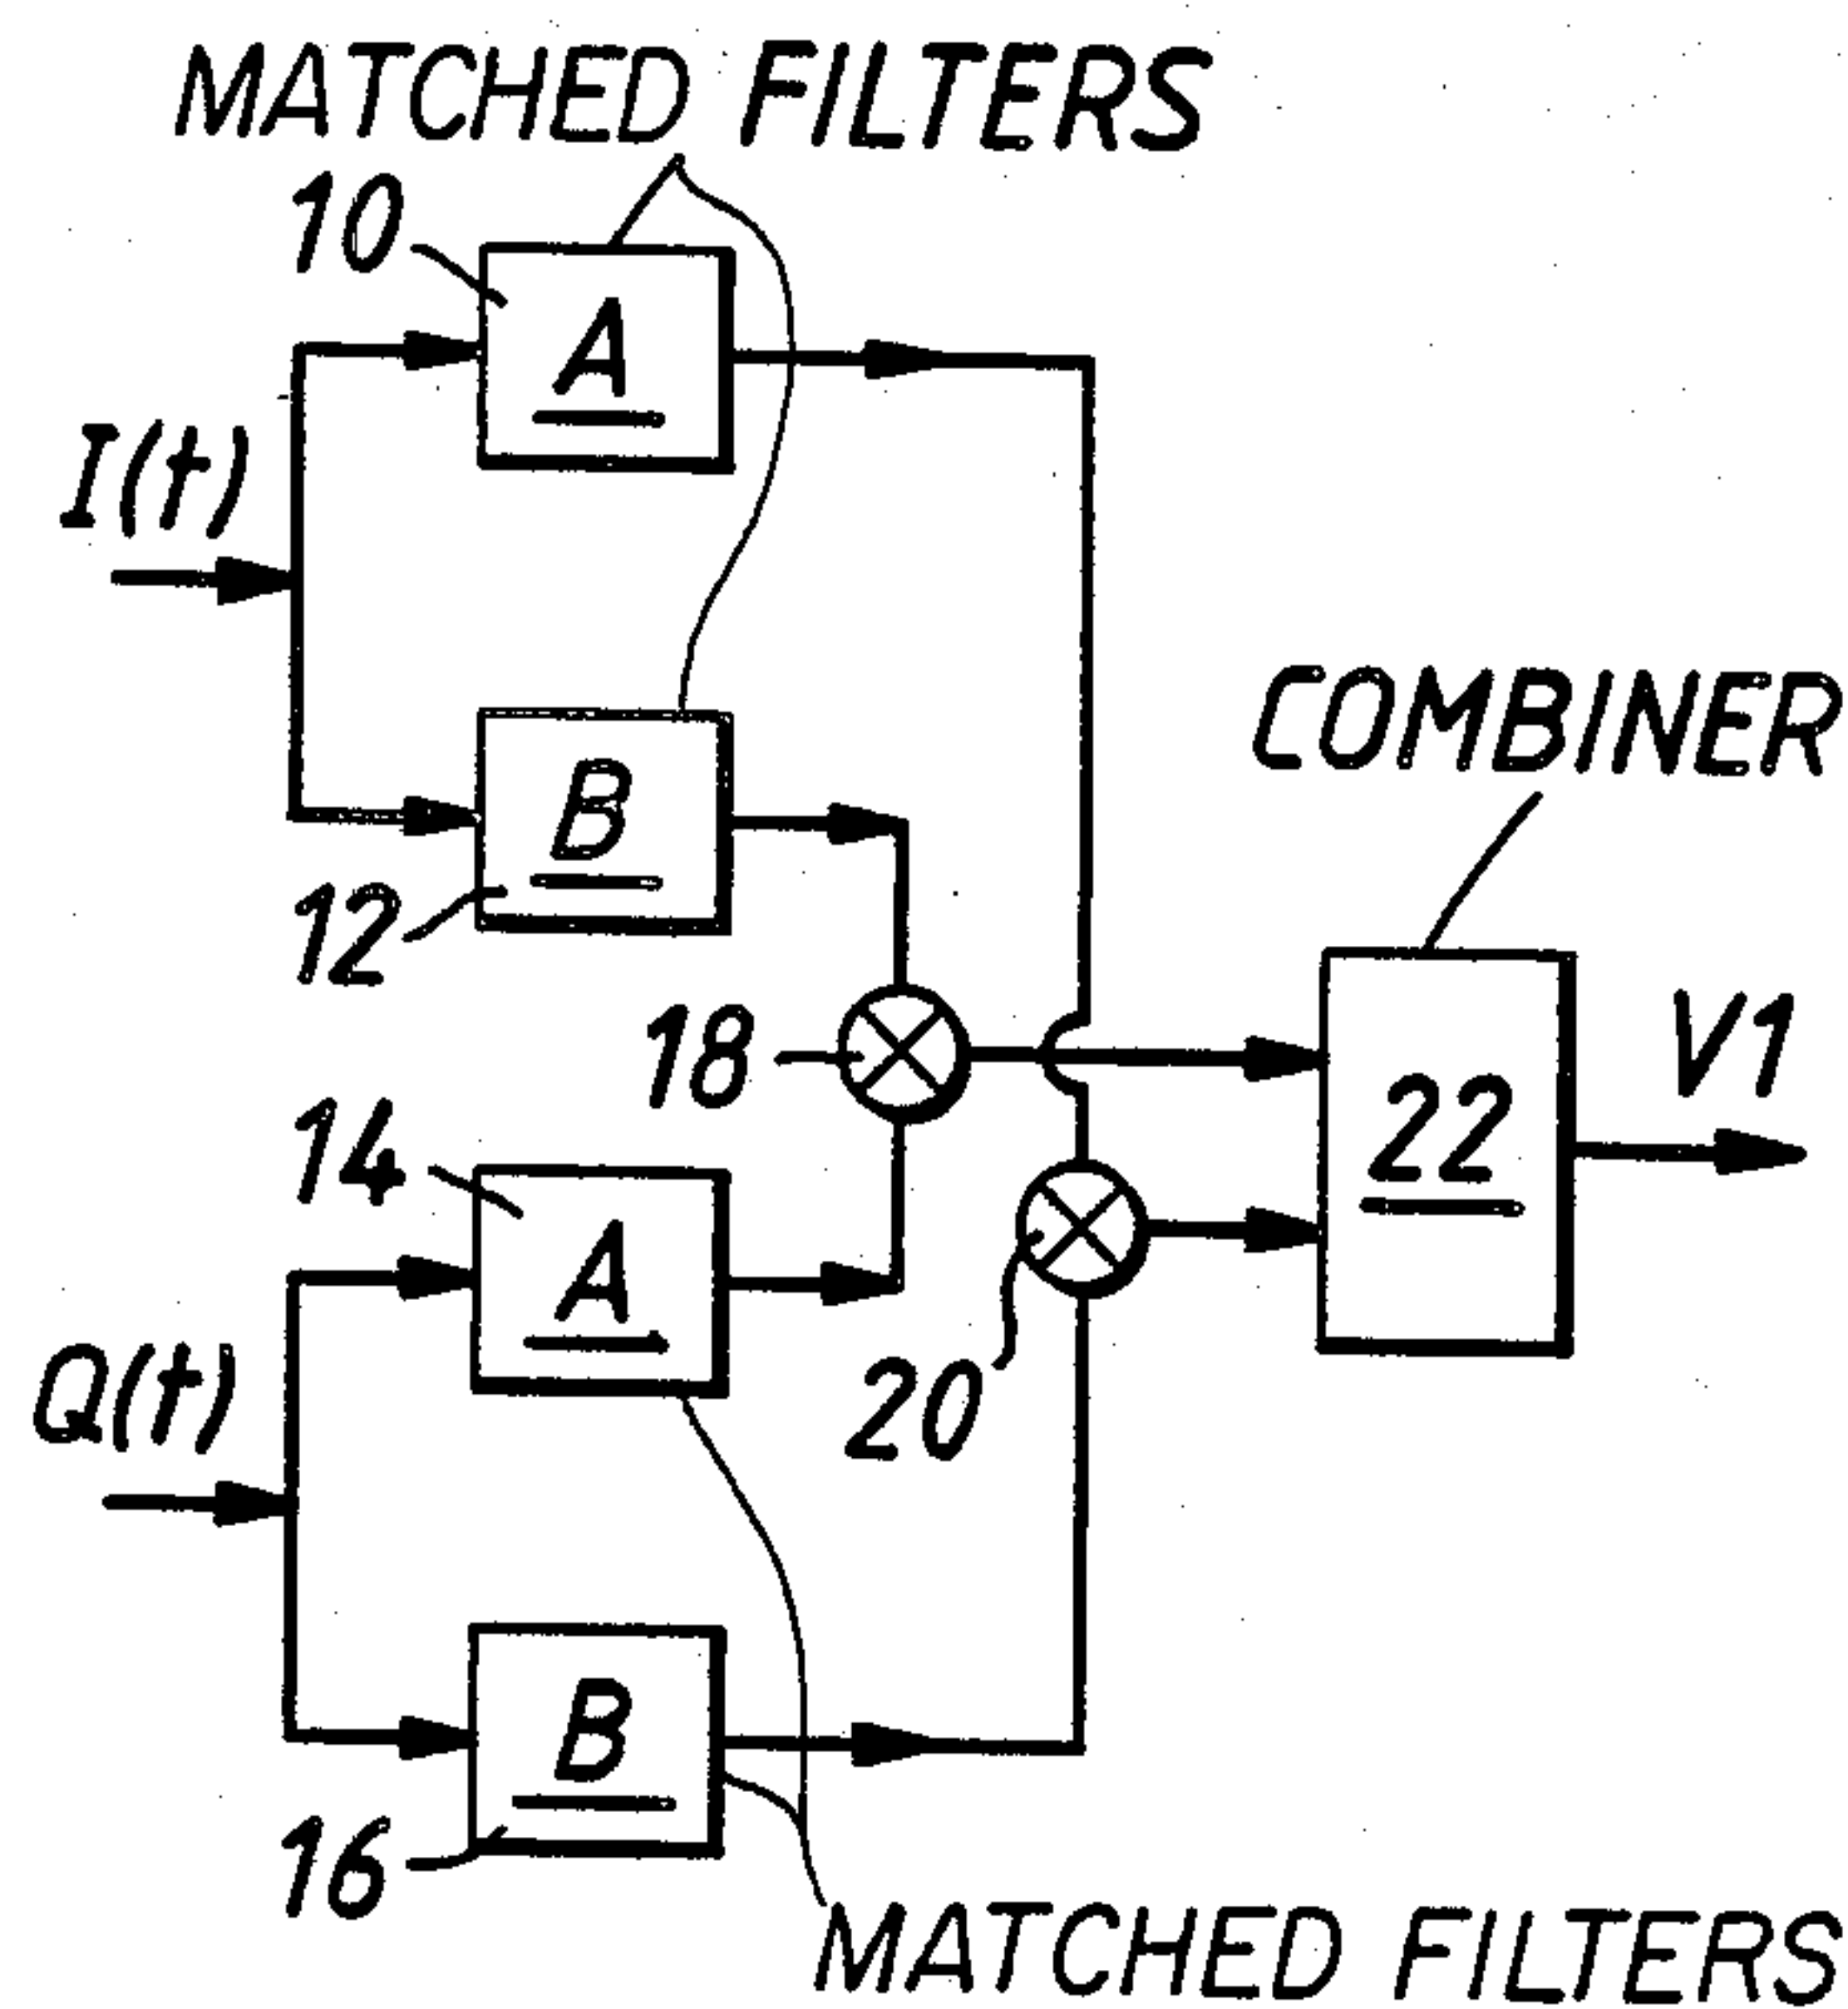 MATCHED FILTERS
10
A
I(t)
COMBINER
B
12
18
V1
22
14
A
Q(t)
20
B
16
MATCHED FILTERS